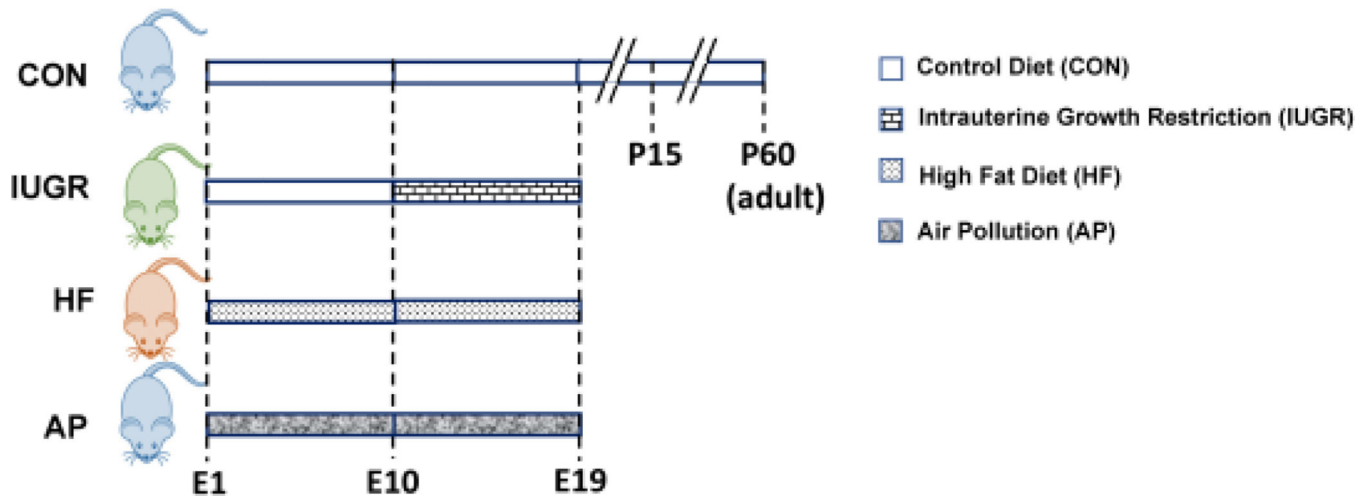 CON
P15
P60
(adult)
IUGR
HF
AP
E1
E10
E19
Control Diet (CON)
Intrauterine Growth Restriction (IUGR)
High Fat Diet (HF)
Air Pollution (AP)